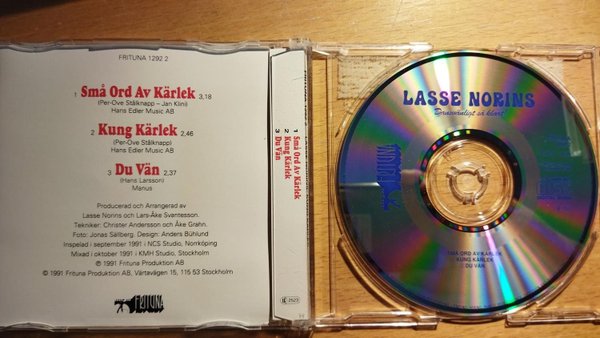 FRITUNA 1292 2
1 Små Ord Av Kärlek 3,18
(Per-Ove Stålknapp – Jan Klini)
Hans Edler Music AB
2 Kung Kärlek 2,46
(Per-Ove Stålknapp)
Hans Edler Music AB
3 Du Vän 2,37
(Hans Larsson)
Marius
Producerad och Arrangerad av
Lasse Norins och Lars-Åke Svantesson.
Tekniker: Christer Andersson och Åke Grahn.
Foto: Jonas Sällberg. Design: Anders Bühlund
Inspelad i september 1991 i NCS Studio, Norrköping
Mixad i oktober 1991 i KMH Studio, Stockholm
℗ 1991 Frituna Produktion AB
© 1991 Frituna Produktion AB, Värtavägen 15, 115 53 Stockholm
FRITUNA
1 Små Ord Av Kärlek
2 Kung Kärlek
3 Du Vän
2523
LASSE NORINS
FRITUNA
SMÅ ORD AV KÄRLEK
KUNG KÄRLEK
DU VÄN